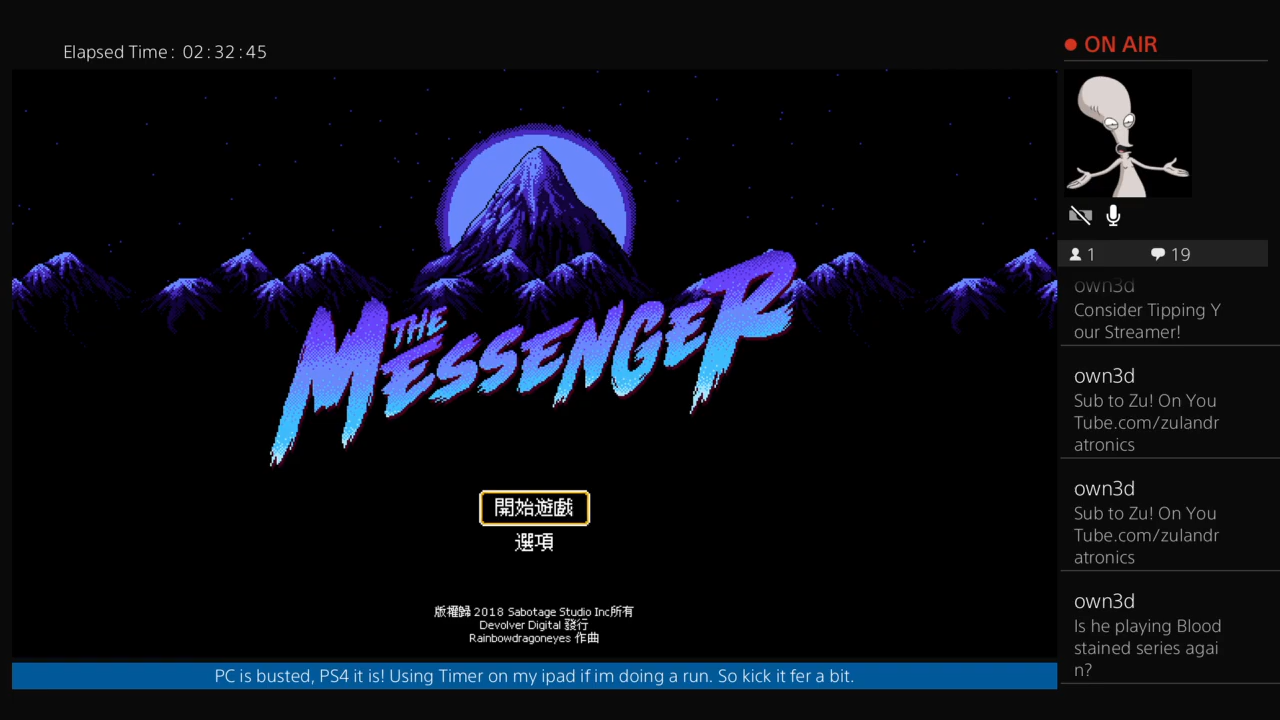 Elapsed Time: 02:32:45
ON AIR
THE
MESSENGER
開始遊戲
選項
版權歸 2018 Sabotage Studio Inc所有
Devolver Digital 發行
Rainbowdragoneyes 作曲
PC is busted, PS4 it is! Using Timer on my ipad if im doing a run. So kick it fer a bit.
1
19
own3d
Consider Tipping Y
our Streamer!
own3d
Sub to Zu! On You
Tube.com/zulandr
atronics
own3d
Sub to Zu! On You
Tube.com/zulandr
atronics
own3d
Is he playing Blood
stained series agai
n?